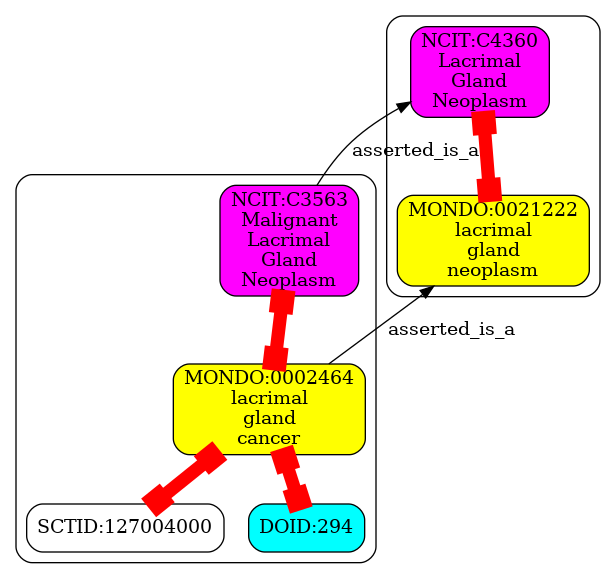 NCIT:C4360
Lacrimal
Gland
Neoplasm
asserted_is_a
NCIT:C3563
Malignant
Lacrimal
Gland
Neoplasm
MONDO:0021222
lacrimal
gland
neoplasm
asserted_is_a
MONDO:0002464
lacrimal
gland
cancer
SCTID:127004000
DOID:294